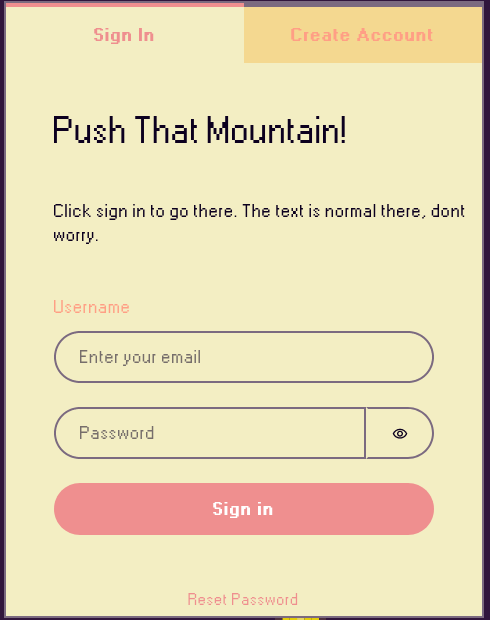 Sign In
Create Account
Push That Mountain!
Click sign in to go there. The text is normal there, dont
worry.
Username
Enter your email
Password
Sign in
Reset Password